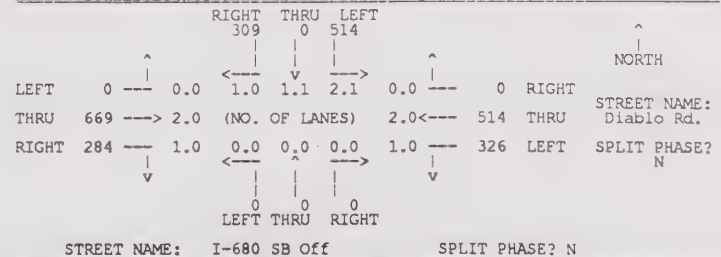 RIGHT THRU LEFT
309 0 514
^
| | | NORTH
^ | | | ^
<--- v --->
LEFT 0 --- 0.0 1.0 1.1 2.1 0.0 --- 0 RIGHT
STREET NAME:
THRU 669 ---> 2.0 (NO. OF LANES) 2.0<--- 514 THRU Diablo Rd.
RIGHT 284 --- 1.0 0.0 0.0 0.0 1.0 --- 326 LEFT SPLIT PHASE?
| <--- ^ ---> | N
v | | | v
0 0 0
LEFT THRU RIGHT
STREET NAME: I-680 SB Off SPLIT PHASE? N